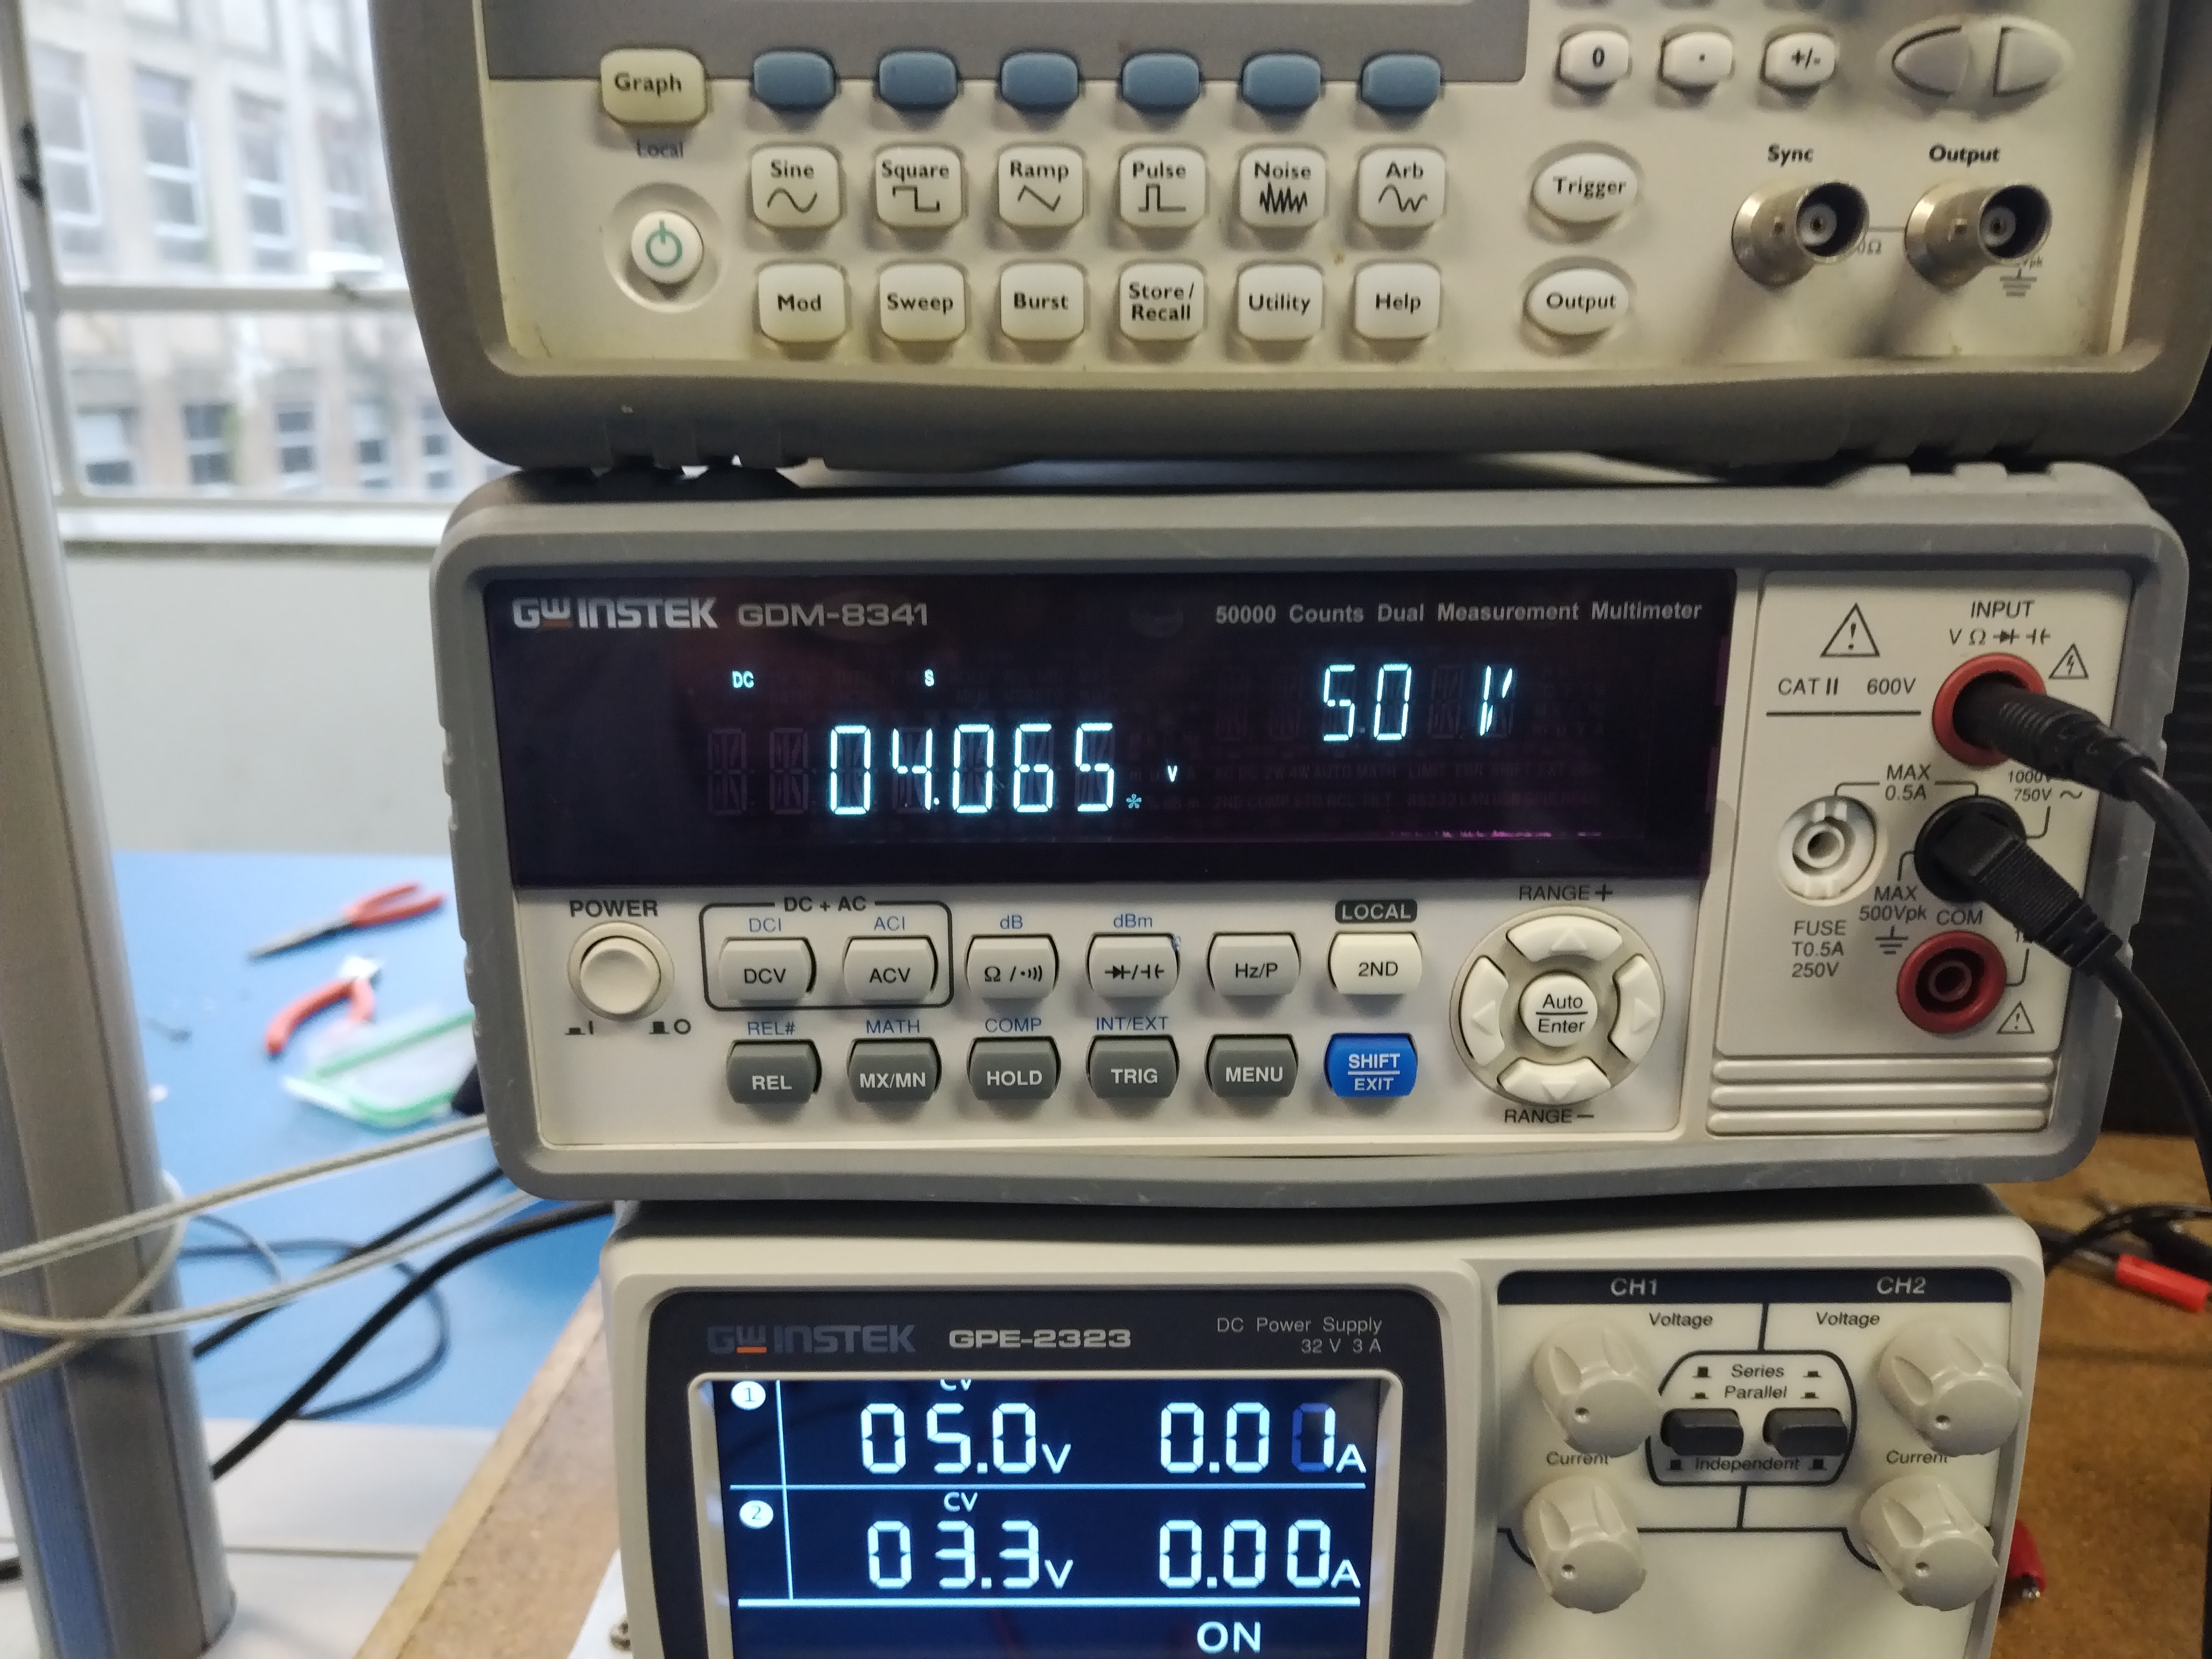 0 . +/-
Graph
Local
Sync Output
Sine Square Ramp Pulse Noise Arb
Trigger
Mod Sweep Burst Store/ Recall Utility Help
Output
GW INSTEK GDM-8341
50000 Counts Dual Measurement Multimeter
DC S
5.0 V
04.065 V
INPUT
V Ω
CAT II 600V
MAX
0.5A
1000V
750V
MAX
500Vpk
COM
FUSE
T0.5A
250V
POWER
DC + AC
DCI ACI dB dBm LOCAL
DCV ACV Ω / Hz/P 2ND
REL# MATH COMP INT/EXT
REL MX/MN HOLD TRIG MENU SHIFT
EXIT
RANGE +
Auto
Enter
RANGE -
GW INSTEK GPE-2323
DC Power Supply
32 V 3 A
1 CV
05.0V 0.01A
2 CV
03.3V 0.00A
ON
CH1 CH2
Voltage Voltage
Series
Parallel
Independent
Current Current